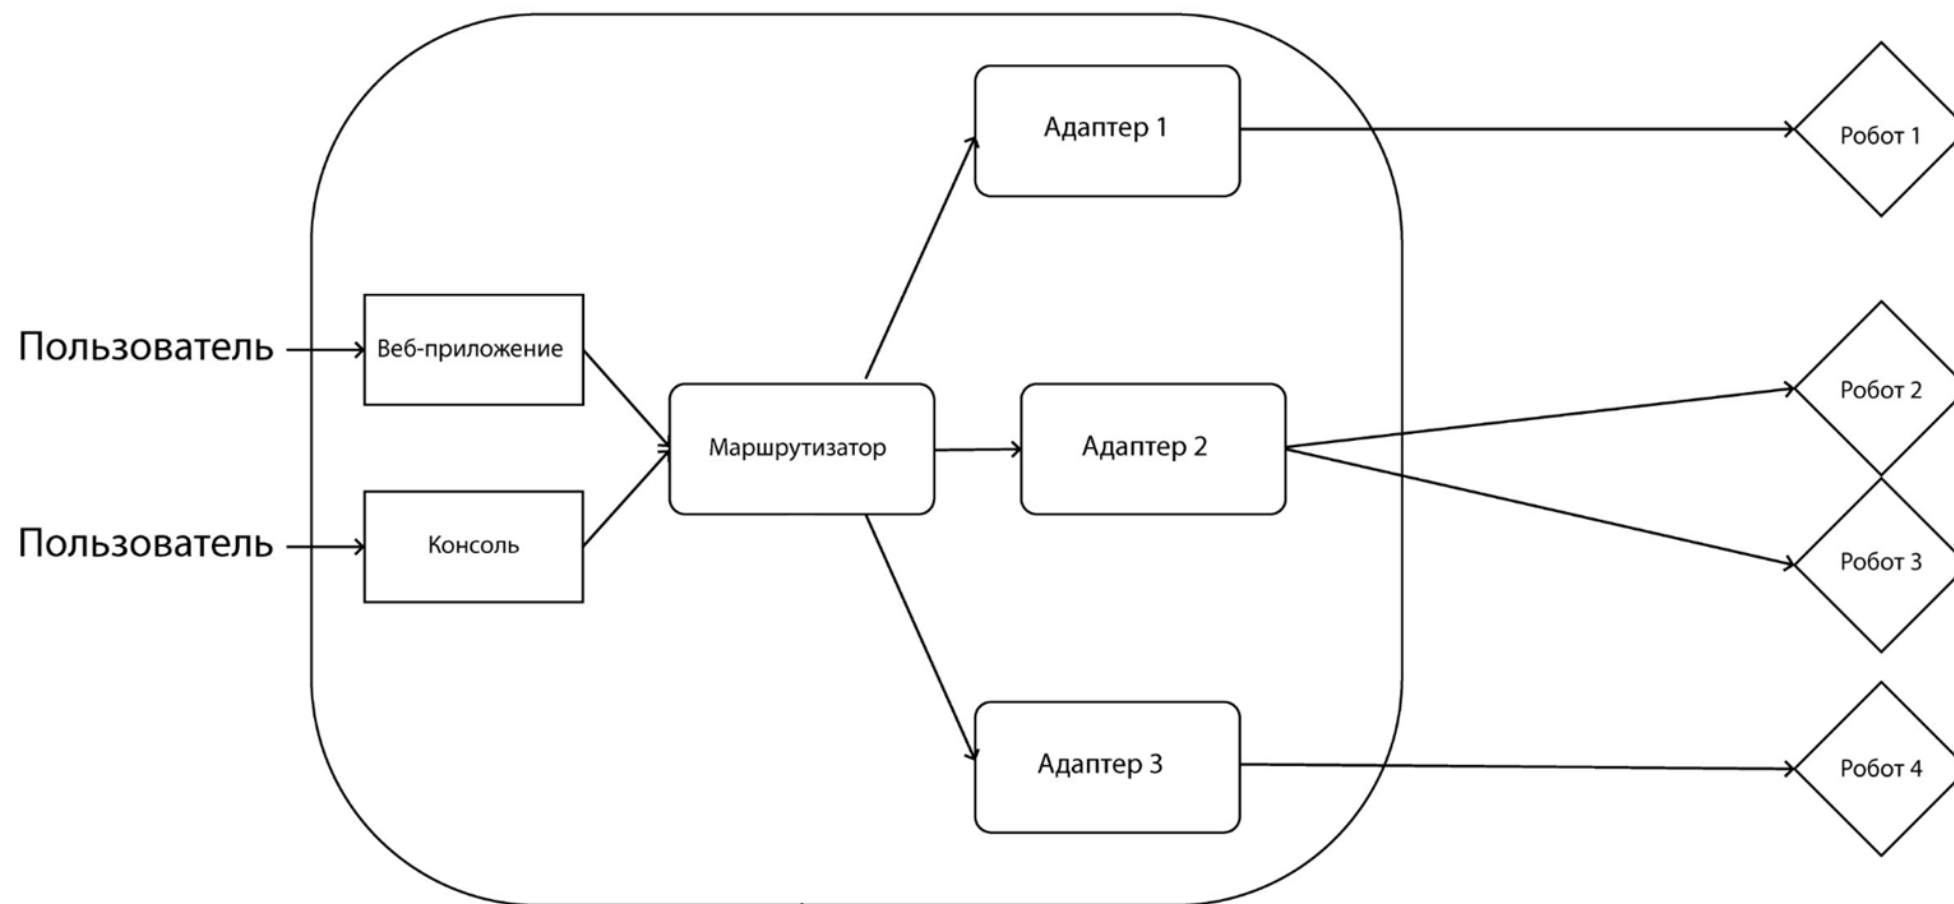 Адаптер 1
Робот 1
Пользователь
Веб-приложение
Робот 2
Маршрутизатор
Адаптер 2
Пользователь
Консоль
Робот 3
Адаптер 3
Робот 4